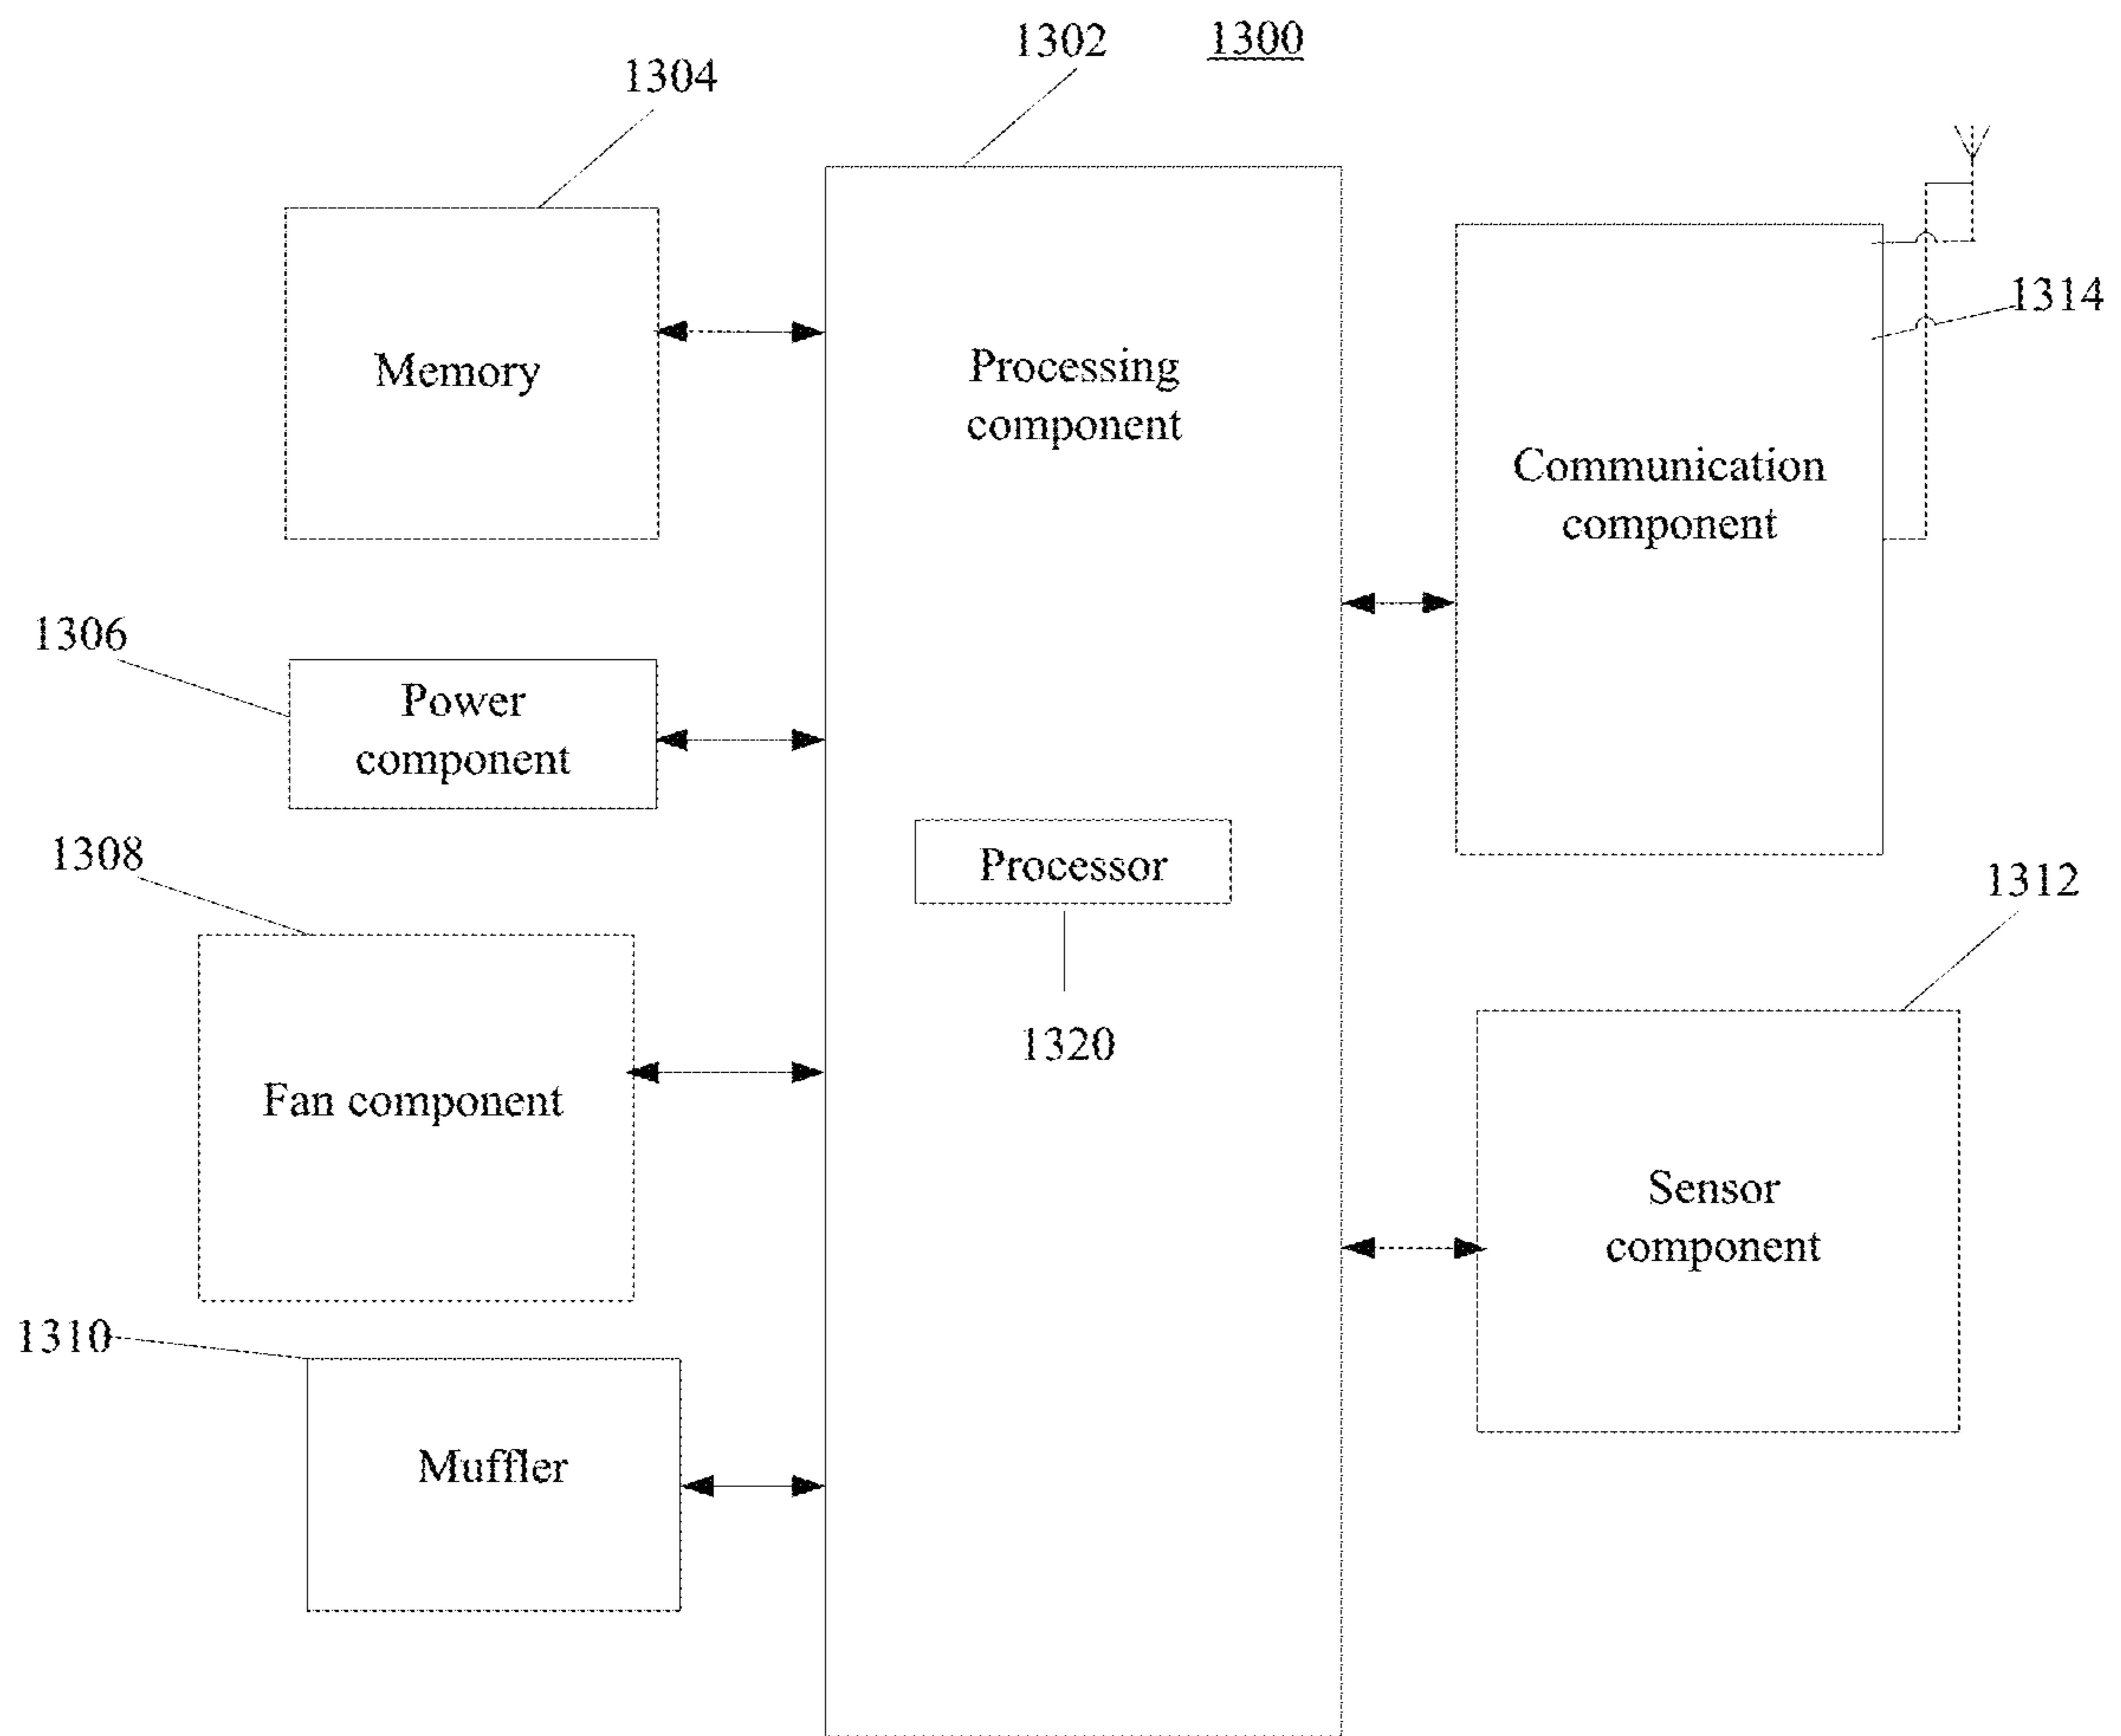 1302
1300
1304
Memory
Processing
component
1314
Communication
component
1306
Power
component
1308
Processor
1312
Fan component
1320
Sensor
component
1310
Muffler